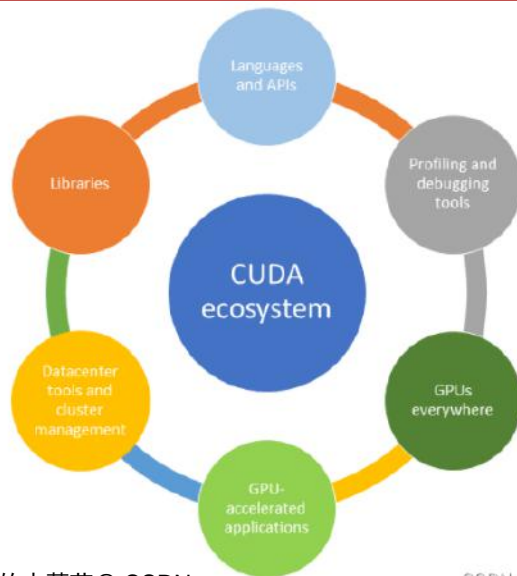 Languages
and APIs
Profiling and
debugging
tools
Libraries
CUDA
ecosystem
Datacenter
tools and
cluster
management
GPUs
everywhere
GPU-
accelerated
applications
CSDN